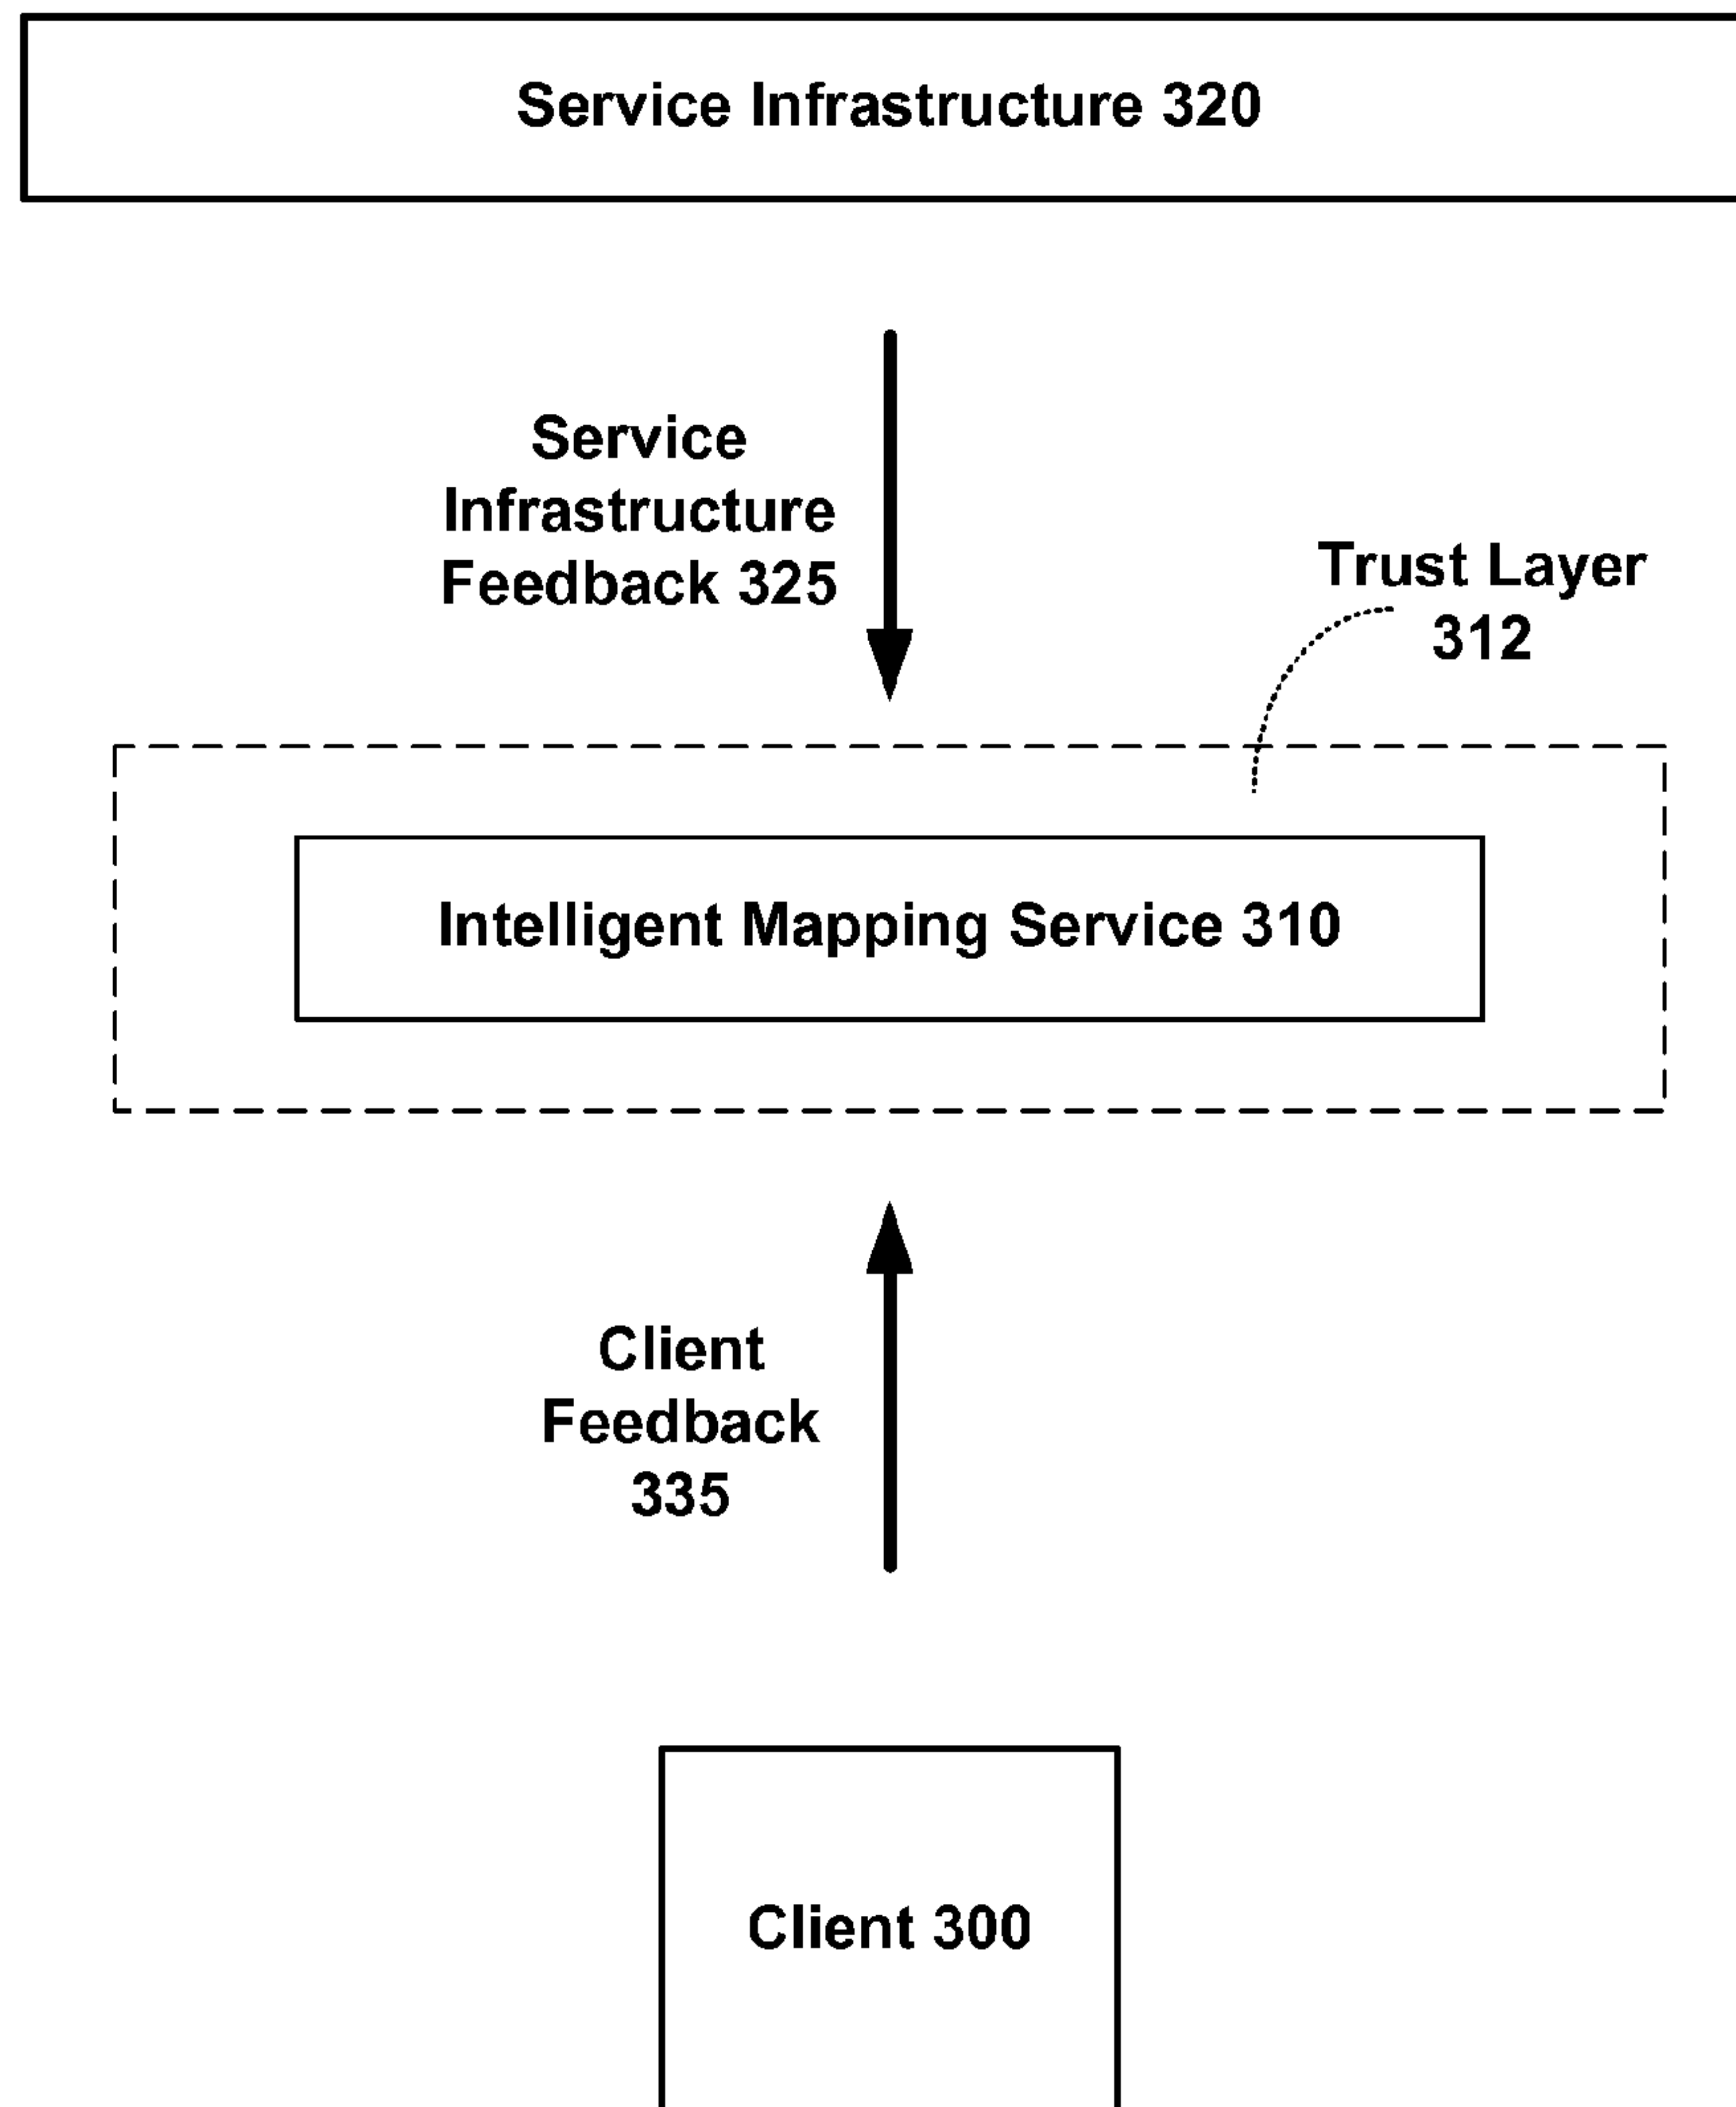 Service Infrastructure 320
Service
Infrastructure
Feedback 325
Trust Layer
312
Intelligent Mapping Service 310
Client
Feedback
335
Client 300